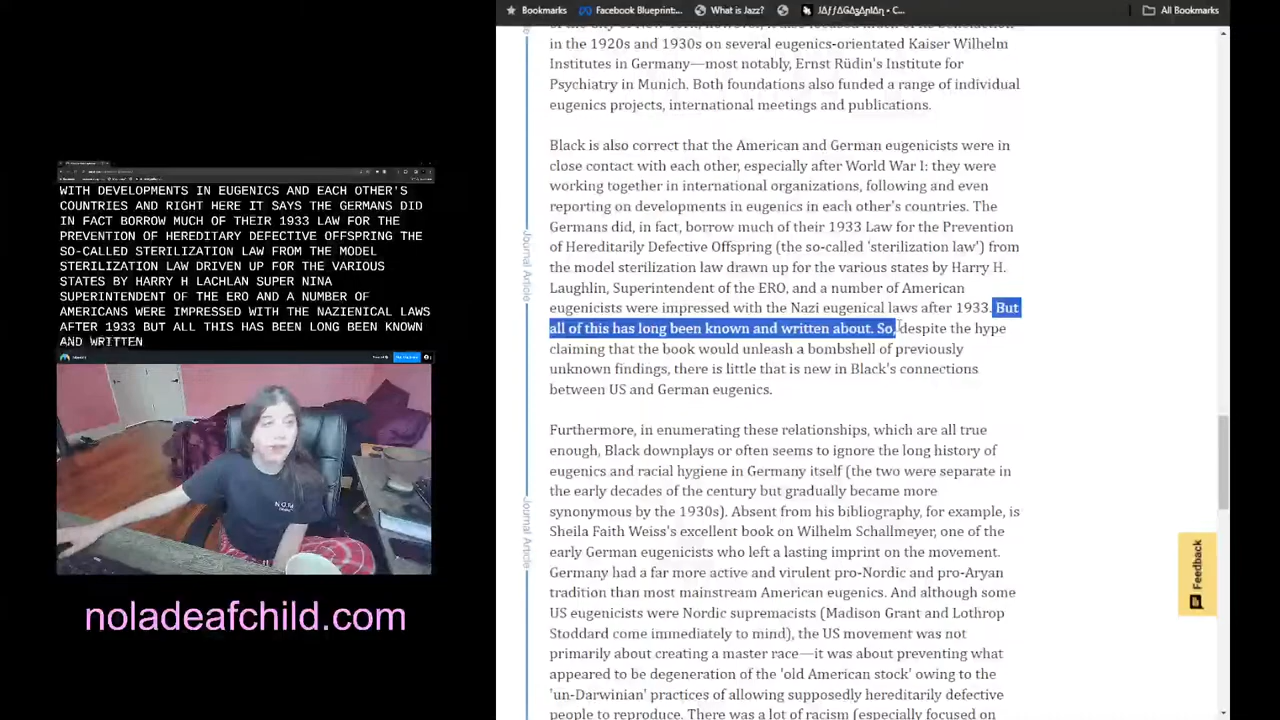 Bookmarks
Facebook Blueprint:...
What is Jazz?
All Bookmarks
in the 1920s and 1930s on several eugenics-orientated Kaiser Wilhelm
Institutes in Germany—most notably, Ernst Rüdin's Institute for
Psychiatry in Munich. Both foundations also funded a range of individual
eugenics projects, international meetings and publications.
Black is also correct that the American and German eugenicists were in
close contact with each other, especially after World War I: they were
working together in international organizations, following and even
reporting on developments in eugenics in each other's countries. The
Germans did, in fact, borrow much of their 1933 Law for the Prevention
of Hereditarily Defective Offspring (the so-called 'sterilization law') from
the model sterilization law drawn up for the various states by Harry H.
Laughlin, Superintendent of the ERO, and a number of American
eugenicists were impressed with the Nazi eugenical laws after 1933. But
all of this has long been known and written about. So, despite the hype
claiming that the book would unleash a bombshell of previously
unknown findings, there is little that is new in Black's connections
between US and German eugenics.
Furthermore, in enumerating these relationships, which are all true
enough, Black downplays or often seems to ignore the long history of
eugenics and racial hygiene in Germany itself (the two were separate in
the early decades of the century but gradually became more
synonymous by the 1930s). Absent from his bibliography, for example, is
Sheila Faith Weiss's excellent book on Wilhelm Schallmeyer, one of the
early German eugenicists who left a lasting imprint on the movement.
Germany had a far more active and virulent pro-Nordic and pro-Aryan
tradition than most mainstream American eugenics. And although some
US eugenicists were Nordic supremacists (Madison Grant and Lothrop
Stoddard come immediately to mind), the US movement was not
primarily about creating a master race—it was about preventing what
appeared to be degeneration of the 'old American stock' owing to the
'un-Darwinian' practices of allowing supposedly hereditarily defective
people to reproduce. There was a lot of racism (especially focused on
Journal Article
Journal Article
Feedback
WITH DEVELOPMENTS IN EUGENICS AND EACH OTHER'S
COUNTRIES AND RIGHT HERE IT SAYS THE GERMANS DID
IN FACT BORROW MUCH OF THEIR 1933 LAW FOR THE
PREVENTION OF HEREDITARY DEFECTIVE OFFSPRING THE
SO-CALLED STERILIZATION LAW FROM THE MODEL
STERILIZATION LAW DRIVEN UP FOR THE VARIOUS
STATES BY HARRY H LACHLAN SUPER NINA
SUPERINTENDENT OF THE ERO AND A NUMBER OF
AMERICANS WERE IMPRESSED WITH THE NAZIENICAL LAWS
AFTER 1933 BUT ALL THIS HAS BEEN LONG BEEN KNOWN
AND WRITTEN
noladeafchild.com